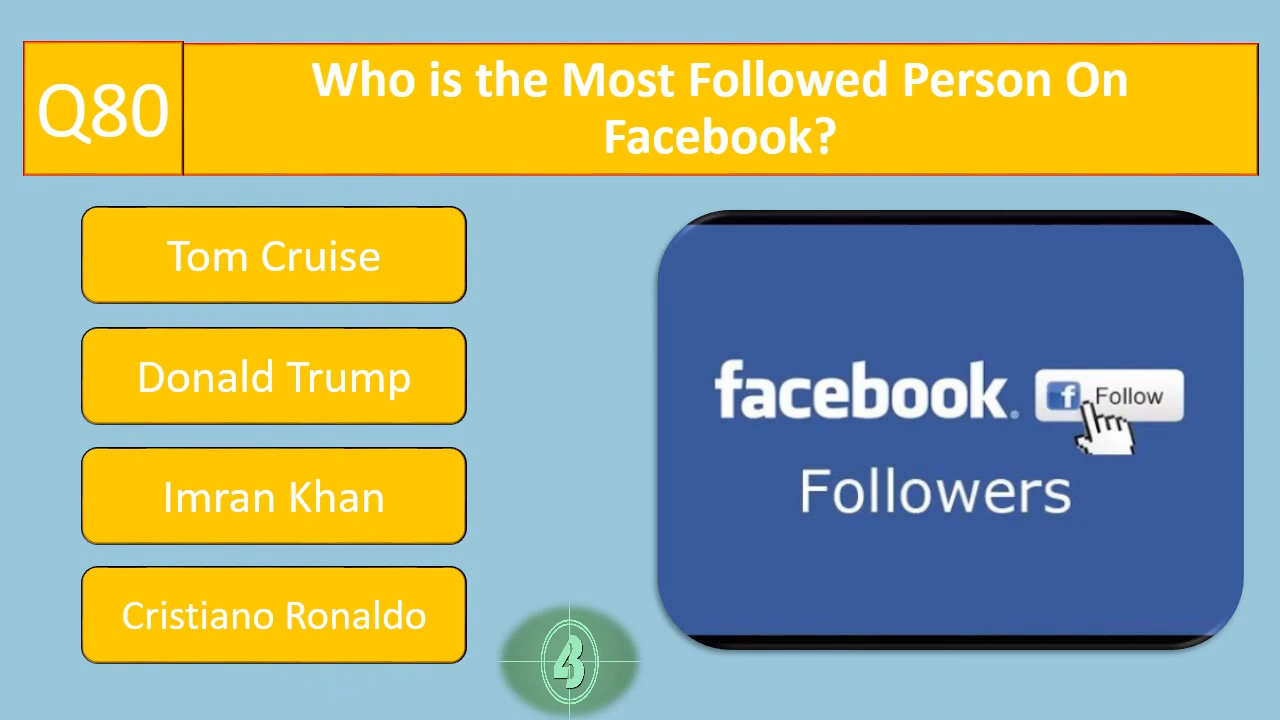 Q80
Who is the Most Followed Person On
Facebook?
Tom Cruise
Donald Trump
Imran Khan
Cristiano Ronaldo
facebook®
f Follow
Followers